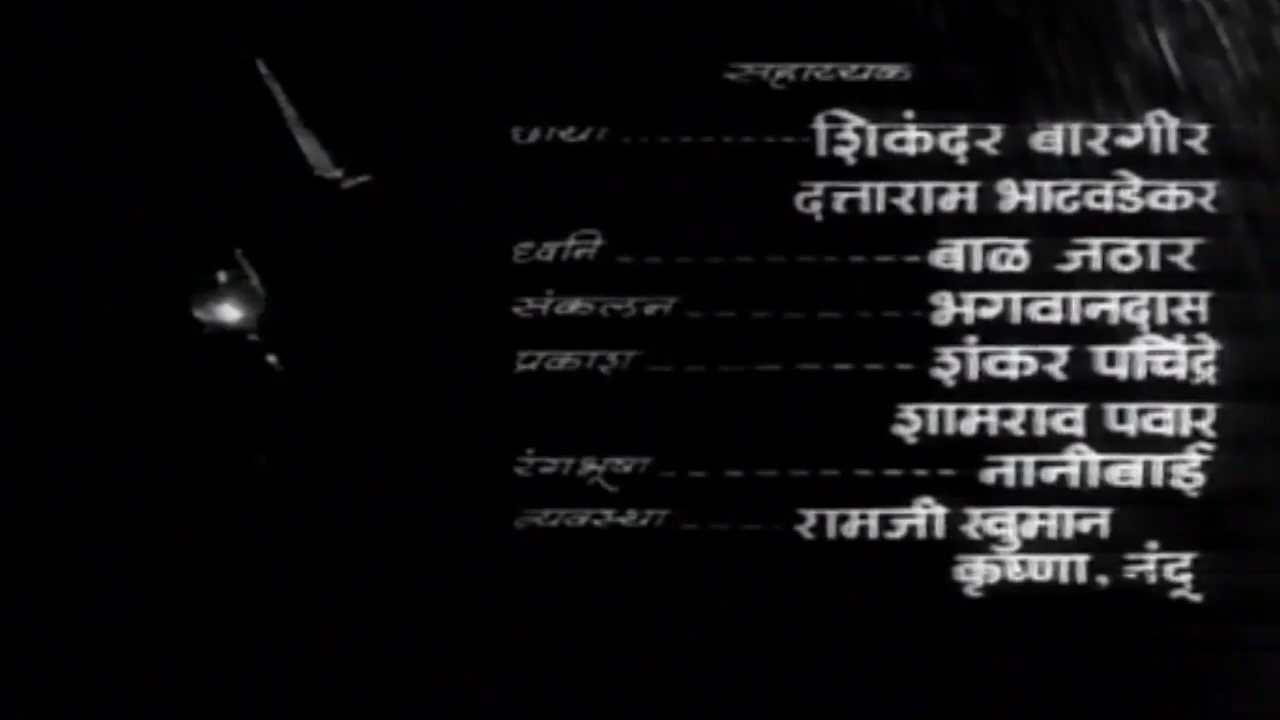 सहाय्यक
छाया ............ शिकंदर बारगीर
दत्ताराम भाटवडेकर
ध्वनि ------------ बाळ जठार
संकलन ---------- भगवानदास
प्रकाश ----------- शंकर पचिंद्रे
शामराव पवार
रंगभूषा ------------ नानीबाई
व्यवस्था ---- रामजी खुमान
कृष्णा, नंदू